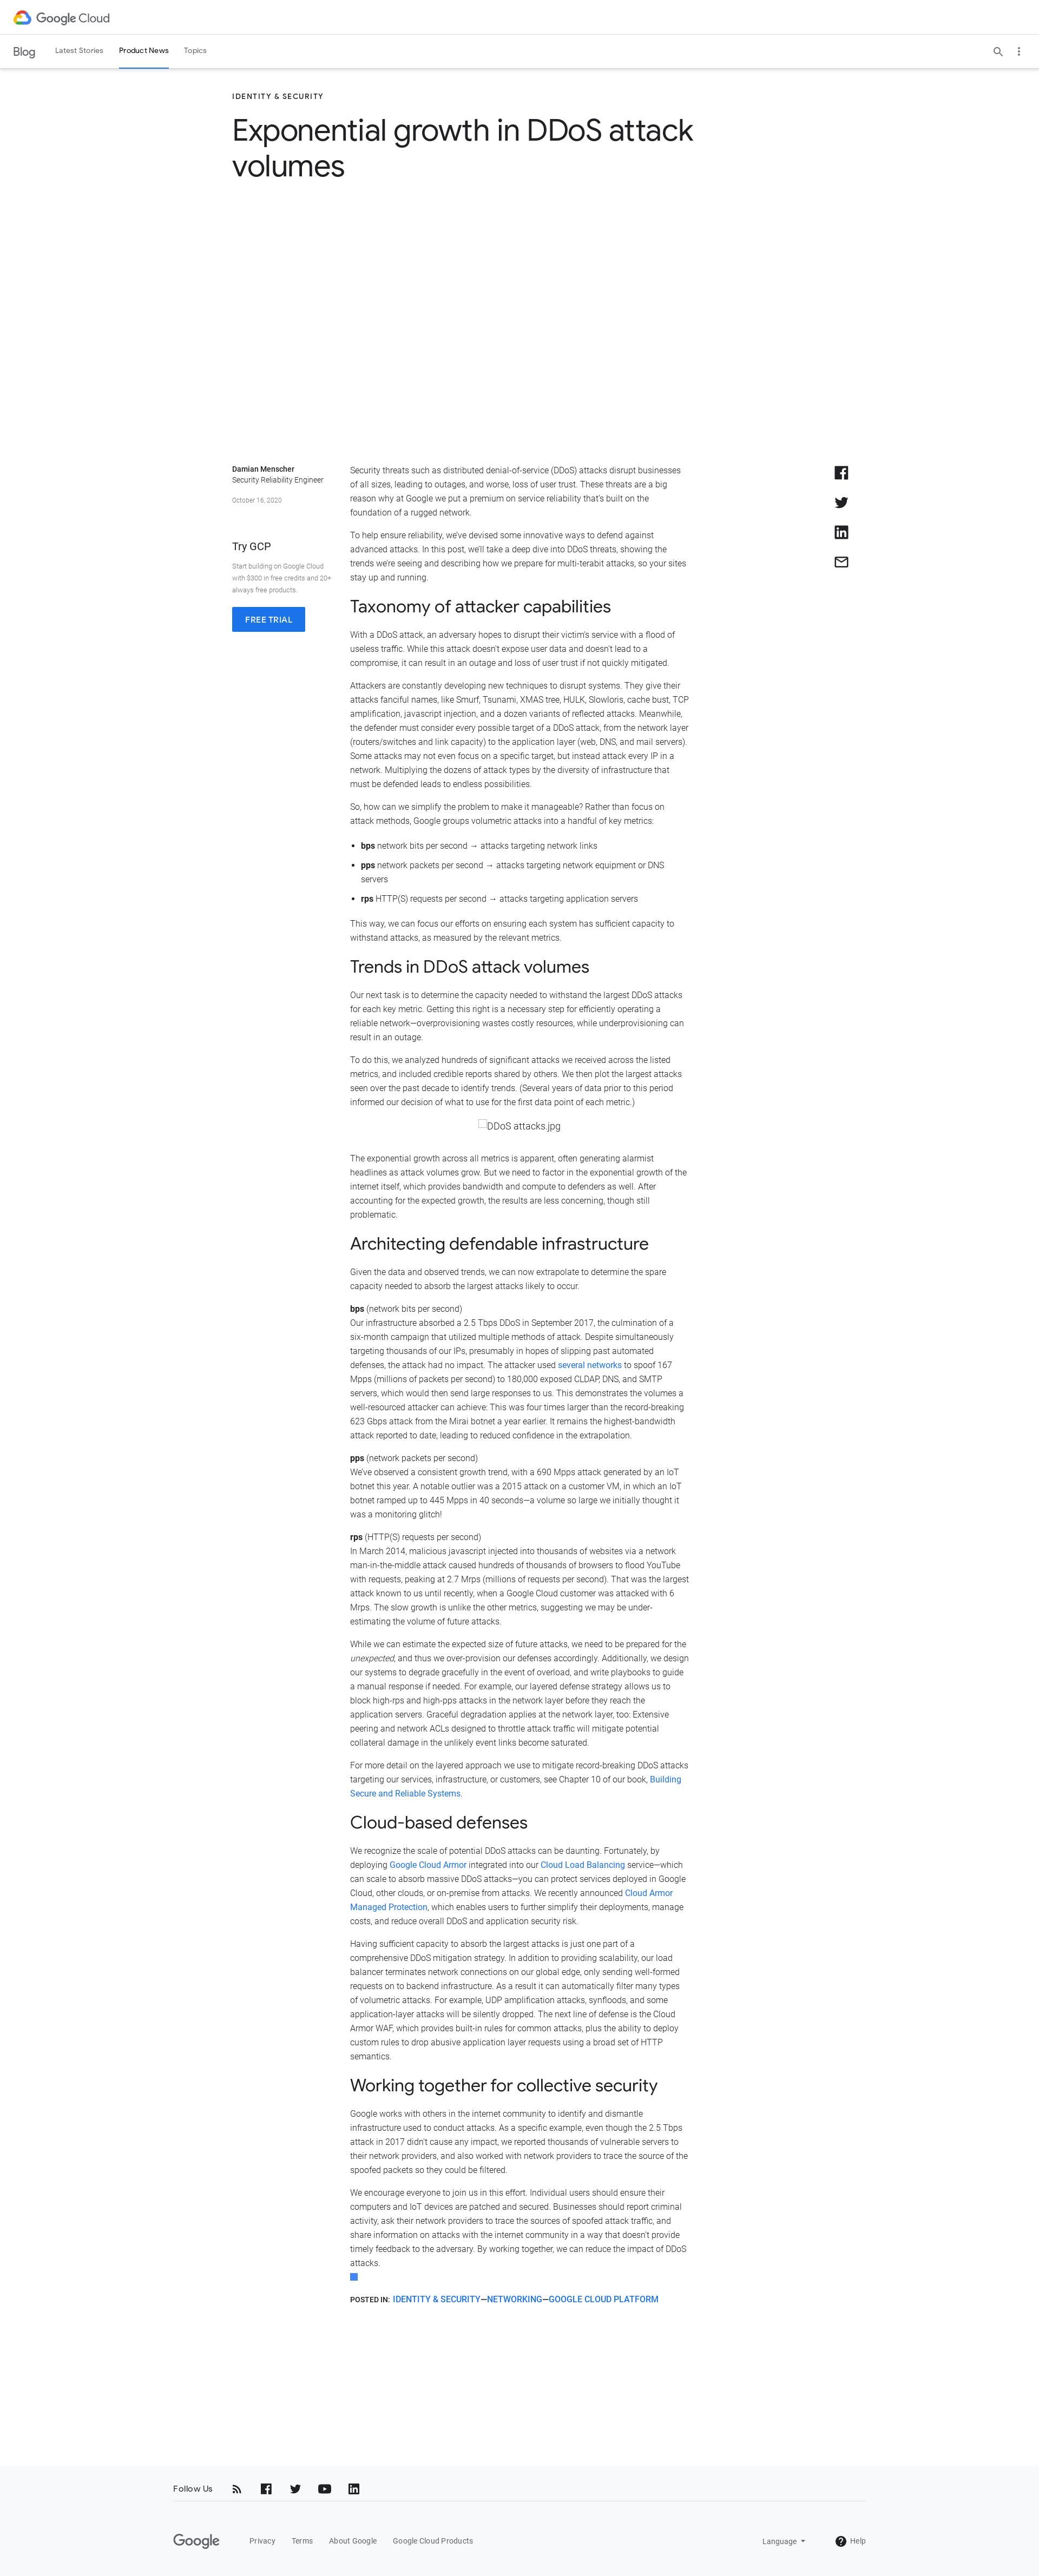 Google Cloud
Blog
Latest Stories
Product News
Topics
IDENTITY & SECURITY
Exponential growth in DDoS attack
volumes
Damian Menscher
Security Reliability Engineer
October 16, 2020
Try GCP
Start building on Google Cloud
with $300 in free credits and 20+
always free products.
FREE TRIAL
Security threats such as distributed denial-of-service (DDoS) attacks disrupt businesses
of all sizes, leading to outages, and worse, loss of user trust. These threats are a big
reason why at Google we put a premium on service reliability that's built on the
foundation of a rugged network.
To help ensure reliability, we've devised some innovative ways to defend against
advanced attacks. In this post, we'll take a deep dive into DDoS threats, showing the
trends we're seeing and describing how we prepare for multi-terabit attacks, so your sites
stay up and running.
Taxonomy of attacker capabilities
With a DDoS attack, an adversary hopes to disrupt their victim's service with a flood of
useless traffic. While this attack doesn't expose user data and doesn't lead to a
compromise, it can result in an outage and loss of user trust if not quickly mitigated.
Attackers are constantly developing new techniques to disrupt systems. They give their
attacks fanciful names, like Smurf, Tsunami, XMAS tree, HULK, Slowloris, cache bust, TCP
amplification, javascript injection, and a dozen variants of reflected attacks. Meanwhile,
the defender must consider every possible target of a DDoS attack, from the network layer
(routers/switches and link capacity) to the application layer (web, DNS, and mail servers).
Some attacks may not even focus on a specific target, but instead attack every IP in a
network. Multiplying the dozens of attack types by the diversity of infrastructure that
must be defended leads to endless possibilities.
So, how can we simplify the problem to make it manageable? Rather than focus on
attack methods, Google groups volumetric attacks into a handful of key metrics:
• bps network bits per second → attacks targeting network links
• pps network packets per second → attacks targeting network equipment or DNS
servers
• rps HTTP(S) requests per second → attacks targeting application servers
This way, we can focus our efforts on ensuring each system has sufficient capacity to
withstand attacks, as measured by the relevant metrics.
Trends in DDoS attack volumes
Our next task is to determine the capacity needed to withstand the largest DDoS attacks
for each key metric. Getting this right is a necessary step for efficiently operating a
reliable network—overprovisioning wastes costly resources, while underprovisioning can
result in an outage.
To do this, we analyzed hundreds of significant attacks we received across the listed
metrics, and included credible reports shared by others. We then plot the largest attacks
seen over the past decade to identify trends. (Several years of data prior to this period
informed our decision of what to use for the first data point of each metric.)
DDoS attacks.jpg
The exponential growth across all metrics is apparent, often generating alarmist
headlines as attack volumes grow. But we need to factor in the exponential growth of the
internet itself, which provides bandwidth and compute to defenders as well. After
accounting for the expected growth, the results are less concerning, though still
problematic.
Architecting defendable infrastructure
Given the data and observed trends, we can now extrapolate to determine the spare
capacity needed to absorb the largest attacks likely to occur.
bps (network bits per second)
Our infrastructure absorbed a 2.5 Tbps DDoS in September 2017, the culmination of a
six-month campaign that utilized multiple methods of attack. Despite simultaneously
targeting thousands of our IPs, presumably in hopes of slipping past automated
defenses, the attack had no impact. The attacker used several networks to spoof 167
Mpps (millions of packets per second) to 180,000 exposed CLDAP, DNS, and SMTP
servers, which would then send large responses to us. This demonstrates the volumes a
well-resourced attacker can achieve: This was four times larger than the record-breaking
623 Gbps attack from the Mirai botnet a year earlier. It remains the highest-bandwidth
attack reported to date, leading to reduced confidence in the extrapolation.
pps (network packets per second)
We've observed a consistent growth trend, with a 690 Mpps attack generated by an IoT
botnet this year. A notable outlier was a 2015 attack on a customer VM, in which an IoT
botnet ramped up to 445 Mpps in 40 seconds—a volume so large we initially thought it
was a monitoring glitch!
rps (HTTP(S) requests per second)
In March 2014, malicious javascript injected into thousands of websites via a network
man-in-the-middle attack caused hundreds of thousands of browsers to flood YouTube
with requests, peaking at 2.7 Mrps (millions of requests per second). That was the largest
attack known to us until recently, when a Google Cloud customer was attacked with 6
Mrps. The slow growth is unlike the other metrics, suggesting we may be under-
estimating the volume of future attacks.
While we can estimate the expected size of future attacks, we need to be prepared for the
unexpected, and thus we over-provision our defenses accordingly. Additionally, we design
our systems to degrade gracefully in the event of overload, and write playbooks to guide
a manual response if needed. For example, our layered defense strategy allows us to
block high-rps and high-pps attacks in the network layer before they reach the
application servers. Graceful degradation applies at the network layer, too: Extensive
peering and network ACLs designed to throttle attack traffic will mitigate potential
collateral damage in the unlikely event links become saturated.
For more detail on the layered approach we use to mitigate record-breaking DDoS attacks
targeting our services, infrastructure, or customers, see Chapter 10 of our book, Building
Secure and Reliable Systems.
Cloud-based defenses
We recognize the scale of potential DDoS attacks can be daunting. Fortunately, by
deploying Google Cloud Armor integrated into our Cloud Load Balancing service—which
can scale to absorb massive DDoS attacks—you can protect services deployed in Google
Cloud, other clouds, or on-premise from attacks. We recently announced Cloud Armor
Managed Protection, which enables users to further simplify their deployments, manage
costs, and reduce overall DDoS and application security risk.
Having sufficient capacity to absorb the largest attacks is just one part of a
comprehensive DDoS mitigation strategy. In addition to providing scalability, our load
balancer terminates network connections on our global edge, only sending well-formed
requests on to backend infrastructure. As a result it can automatically filter many types
of volumetric attacks. For example, UDP amplification attacks, synfloods, and some
application-layer attacks will be silently dropped. The next line of defense is the Cloud
Armor WAF, which provides built-in rules for common attacks, plus the ability to deploy
custom rules to drop abusive application layer requests using a broad set of HTTP
semantics.
Working together for collective security
Google works with others in the internet community to identify and dismantle
infrastructure used to conduct attacks. As a specific example, even though the 2.5 Tbps
attack in 2017 didn't cause any impact, we reported thousands of vulnerable servers to
their network providers, and also worked with network providers to trace the source of the
spoofed packets so they could be filtered.
We encourage everyone to join us in this effort. Individual users should ensure their
computers and IoT devices are patched and secured. Businesses should report criminal
activity, ask their network providers to trace the sources of spoofed attack traffic, and
share information on attacks with the internet community in a way that doesn't provide
timely feedback to the adversary. By working together, we can reduce the impact of DDoS
attacks.
POSTED IN: IDENTITY & SECURITY—NETWORKING—GOOGLE CLOUD PLATFORM
Follow Us
Google
Privacy
Terms
About Google
Google Cloud Products
Language
Help